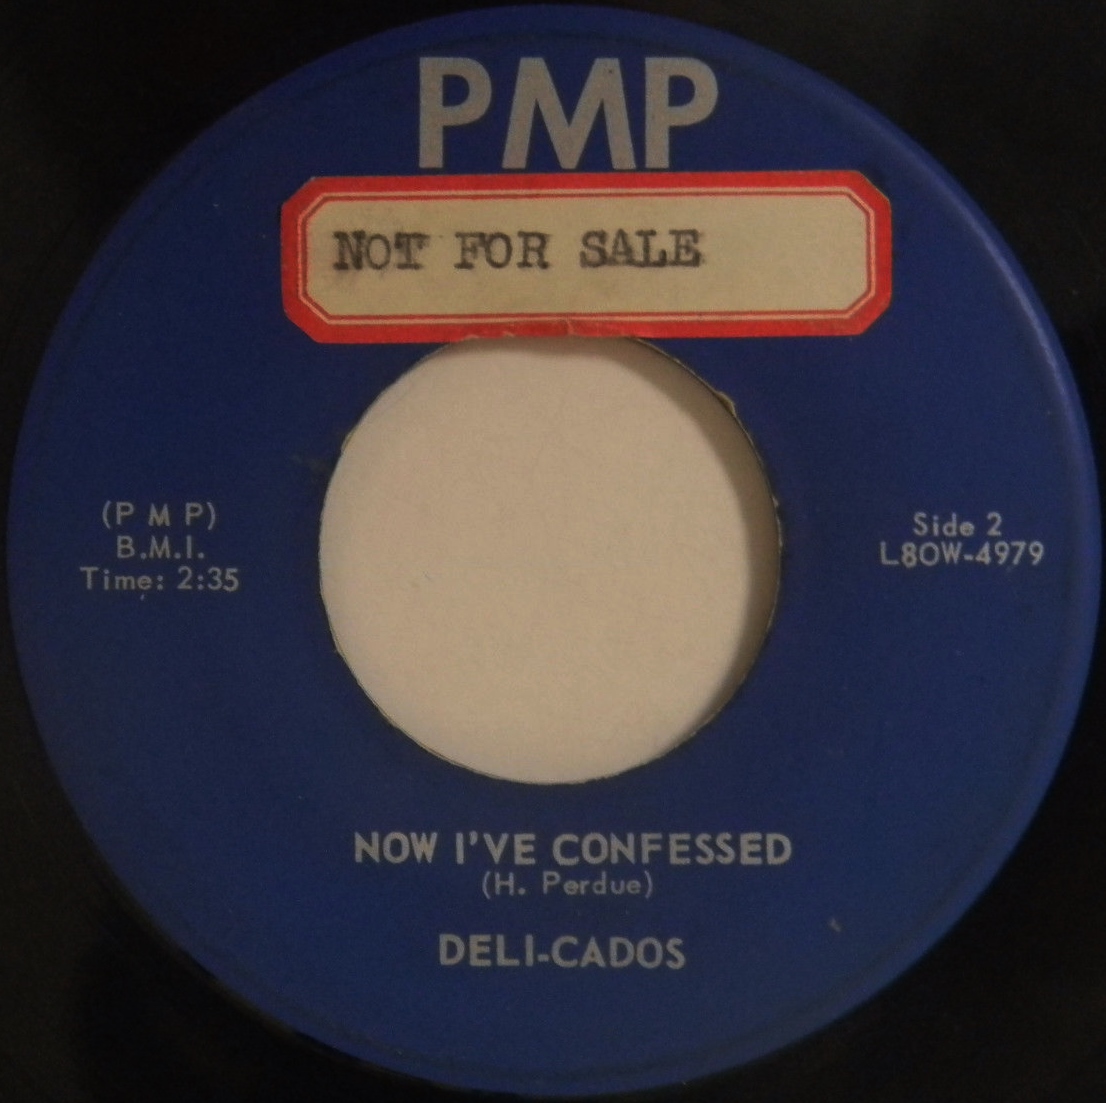 PMP
NOT FOR SALE
(P M P)
B.M.I.
Time: 2:35
Side 2
L8OW-4979
NOW I'VE CONFESSED
(H. Perdue)
DELI-CADOS